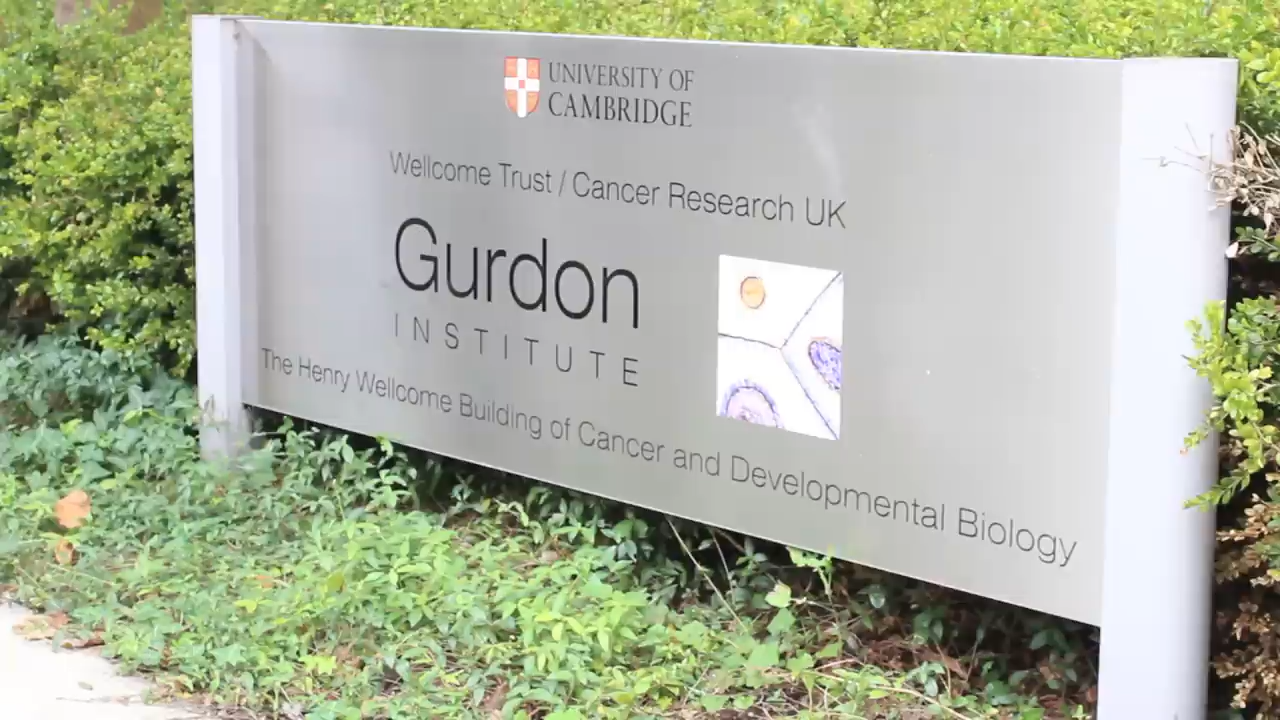 UNIVERSITY OF
CAMBRIDGE
Wellcome Trust / Cancer Research UK
Gurdon
INSTITUTE
The Henry Wellcome Building of Cancer and Developmental Biology